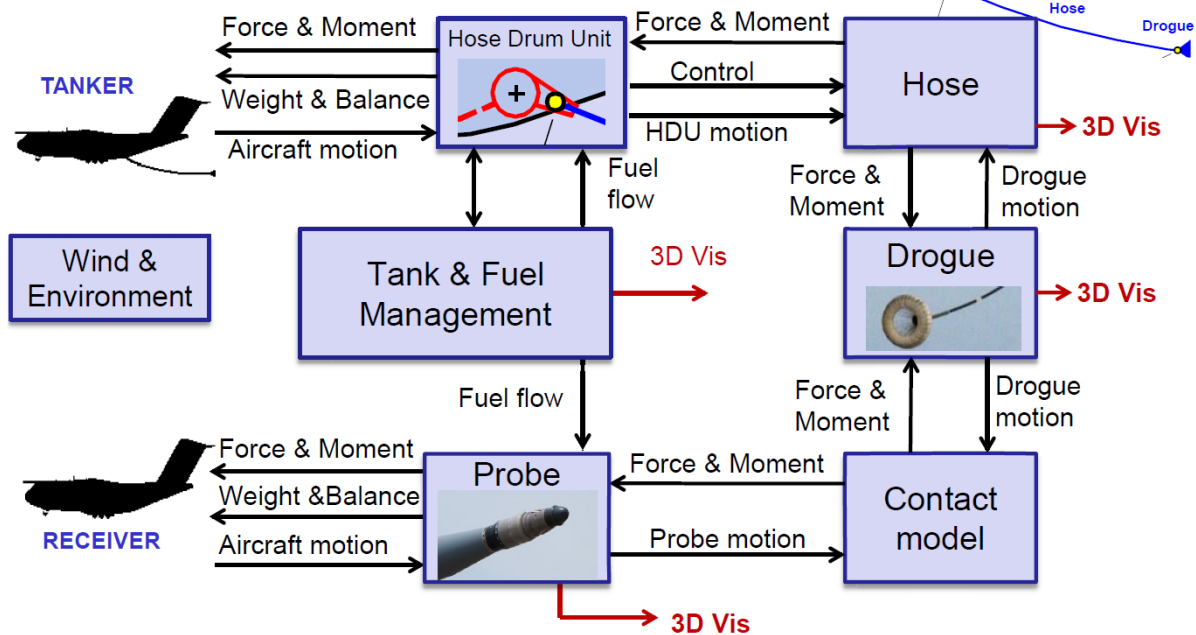 Hose
Drogue
Force & Moment
Hose Drum Unit
Force & Moment
TANKER
Weight & Balance
Control
Hose
Aircraft motion
HDU motion
3D Vis
Fuel
flow
Force &
Moment
Drogue
motion
Wind &
Environment
Tank & Fuel
Management
3D Vis
Drogue
3D Vis
Fuel flow
Force &
Moment
Drogue
motion
Force & Moment
Probe
Force & Moment
Weight &Balance
Contact
model
RECEIVER
Aircraft motion
Probe motion
3D Vis